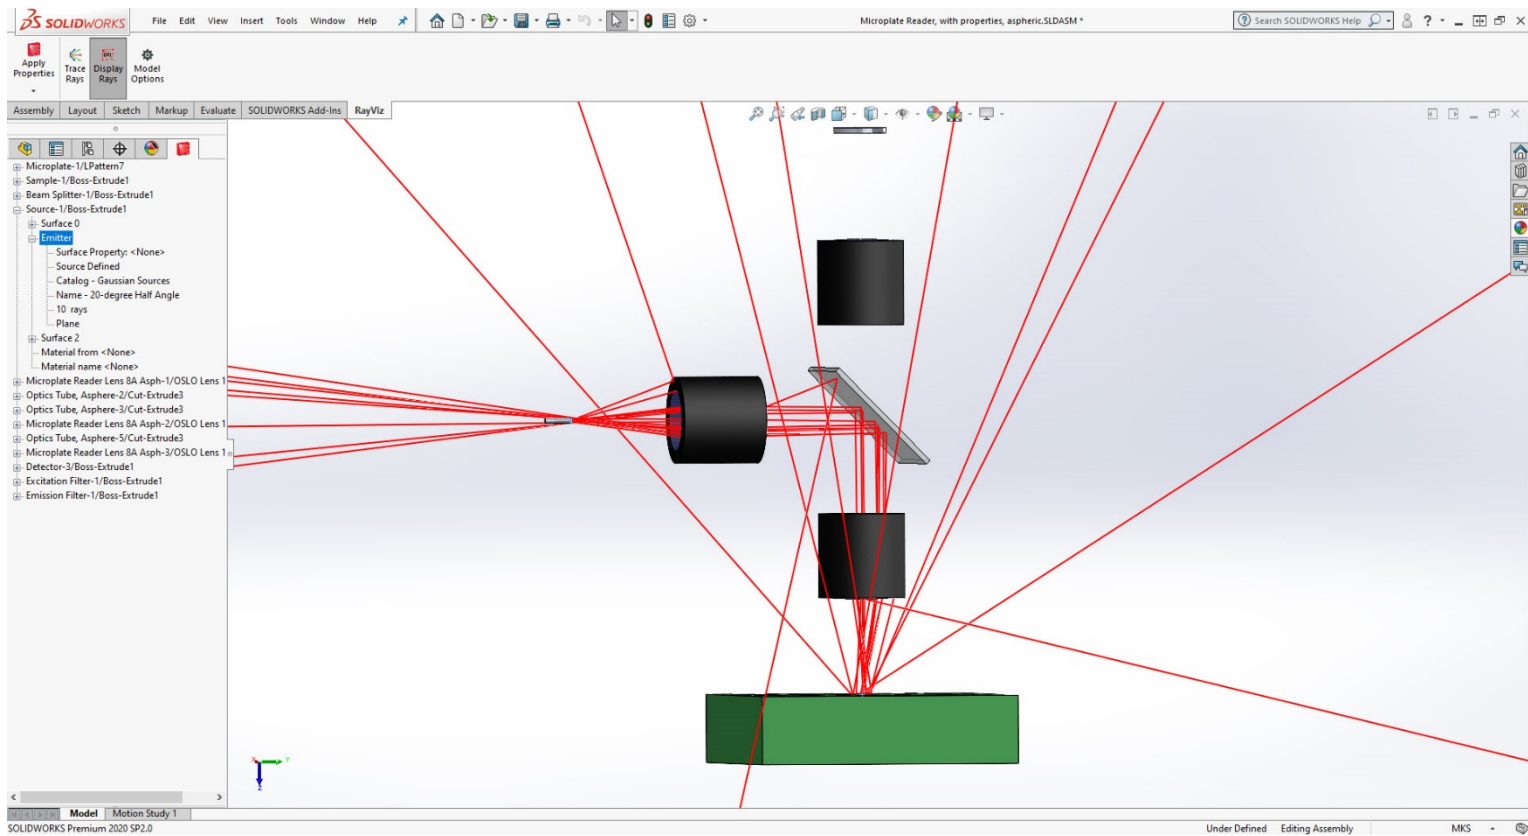 SOLIDWORKS File Edit View Insert Tools Window Help Microplate Reader, with properties, aspheric.SLDASM * Search SOLIDWORKS Help ?
Apply Properties
Trace Rays
Display Rays
Model Options
Assembly Layout Sketch Markup Evaluate SOLIDWORKS Add-Ins RayViz
Microplate-1/LPattern7
Sample-1/Boss-Extrude1
Beam Splitter-1/Boss-Extrude1
Source-1/Boss-Extrude1
Surface 0
Emitter
Surface Property: <None>
Source Defined
Catalog - Gaussian Sources
Name - 20-degree Half Angle
10 rays
Plane
Surface 2
Material from <None>
Material name <None>
Microplate Reader Lens 8A Asph-1/OSLO Lens 1
Optics Tube, Asphere-2/Cut-Extrude3
Optics Tube, Asphere-3/Cut-Extrude3
Microplate Reader Lens 8A Asph-2/OSLO Lens 1
Optics Tube, Asphere-5/Cut-Extrude3
Microplate Reader Lens 8A Asph-3/OSLO Lens 1
Detector-3/Boss-Extrude1
Excitation Filter-1/Boss-Extrude1
Emission Filter-1/Boss-Extrude1
Y
Z
Model Motion Study 1
SOLIDWORKS Premium 2020 SP2.0 Under Defined Editing Assembly MKS